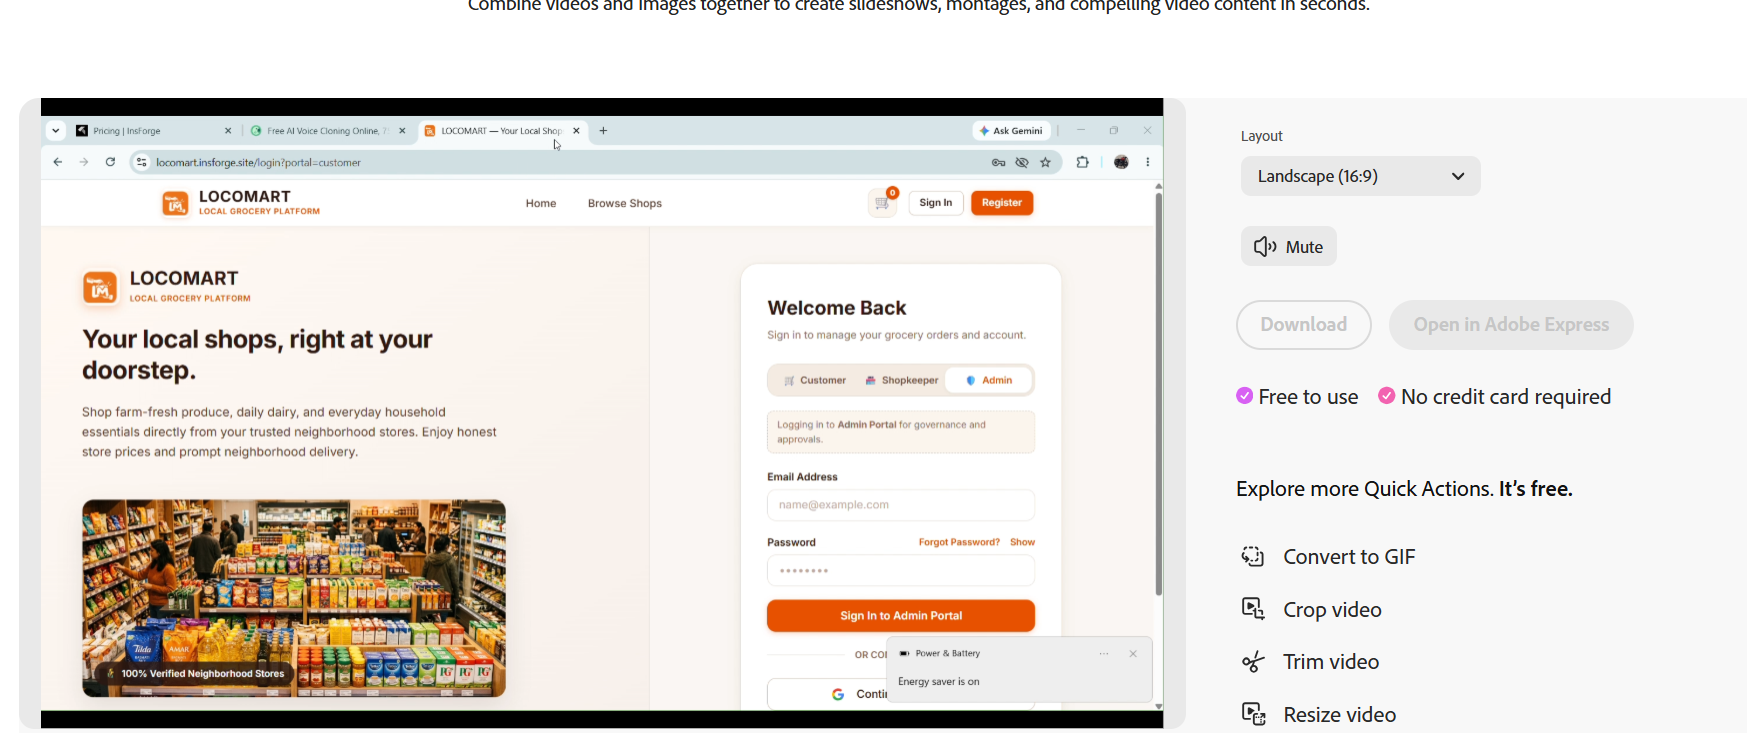 Combine videos and images together to create slideshows, montages, and compelling video content in seconds.
Pricing | InsForge
Free AI Voice Cloning Online,
LOCOMART — Your Local Shop
Ask Gemini
locomart.insforge.site/login?portal=customer
LOCOMART
LOCAL GROCERY PLATFORM
Home
Browse Shops
0
Sign In
Register
LOCOMART
LOCAL GROCERY PLATFORM
Your local shops, right at your
doorstep.
Shop farm-fresh produce, daily dairy, and everyday household
essentials directly from your trusted neighborhood stores. Enjoy honest
store prices and prompt neighborhood delivery.
Tilda
AMAR
PG
PG
PG
100% Verified Neighborhood Stores
Welcome Back
Sign in to manage your grocery orders and account.
Customer
Shopkeeper
Admin
Logging in to Admin Portal for governance and
approvals.
Email Address
name@example.com
Password
Forgot Password? Show
Sign In to Admin Portal
OR CO
Contin
Power & Battery
Energy saver is on
Layout
Landscape (16:9)
Mute
Download
Open in Adobe Express
Free to use
No credit card required
Explore more Quick Actions. It's free.
Convert to GIF
Crop video
Trim video
Resize video